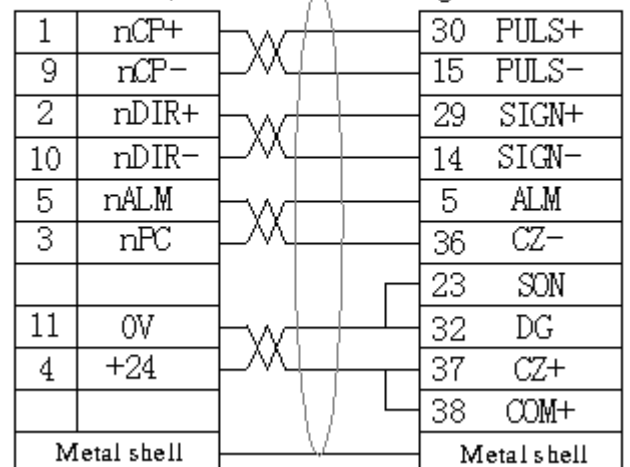 1 nCP+ 30 PULS+
9 nCP- 15 PULS-
2 nDIR+ 29 SIGN+
10 nDIR- 14 SIGN-
5 nALM 5 ALM
3 nPC 36 CZ-
23 SON
11 0V 32 DG
4 +24 37 CZ+
38 COM+
Metal shell Metal shell